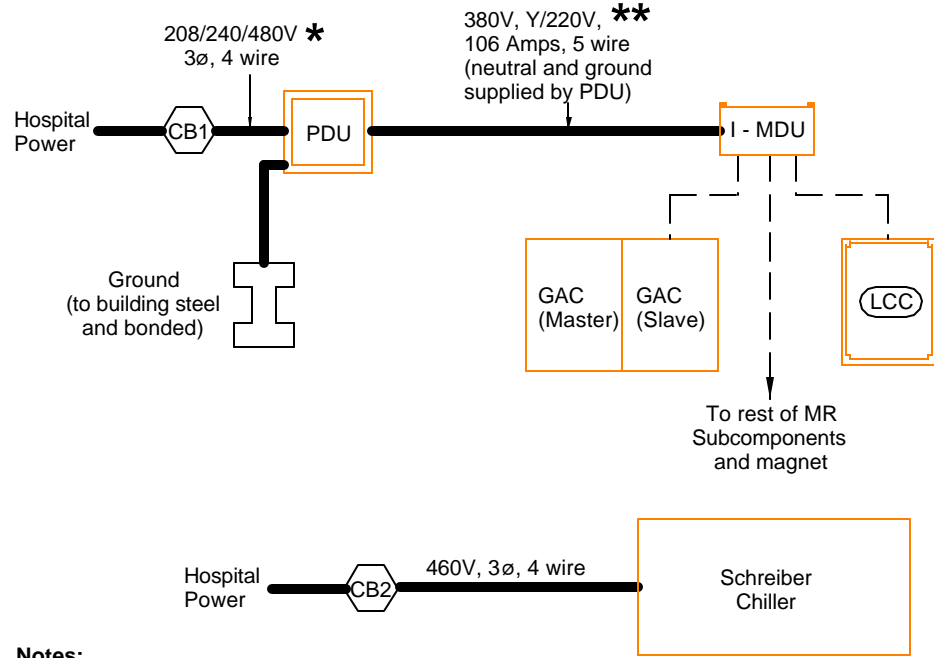 208/240/480V *
3ø, 4 wire
380V, Y/220V, **
106 Amps, 5 wire
(neutral and ground
supplied by PDU)
Hospital
Power
CB1
PDU
I - MDU
Ground
(to building steel
and bonded)
GAC
(Master)
GAC
(Slave)
LCC
To rest of MR
Subcomponents
and magnet
Hospital
Power
CB2
460V, 3ø, 4 wire
Schreiber
Chiller
Notes: